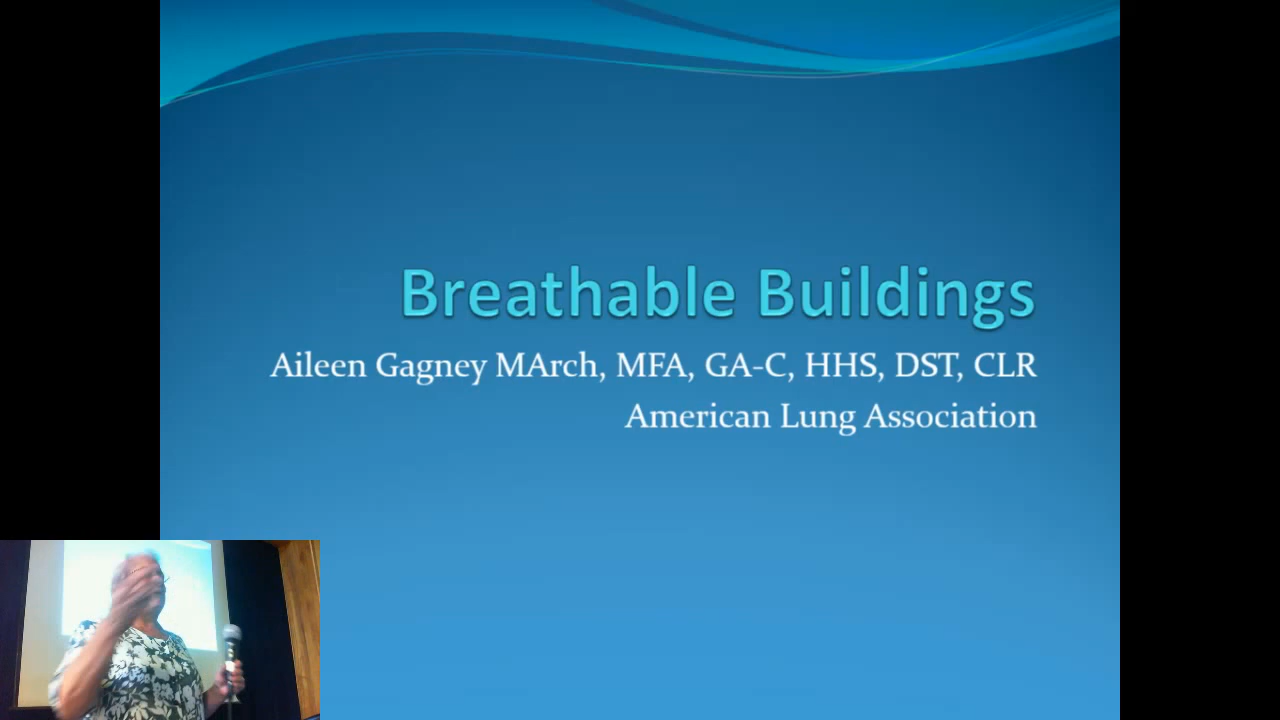 Breathable Buildings
Aileen Gagney MArch, MFA, GA-C, HHS, DST, CLR
American Lung Association